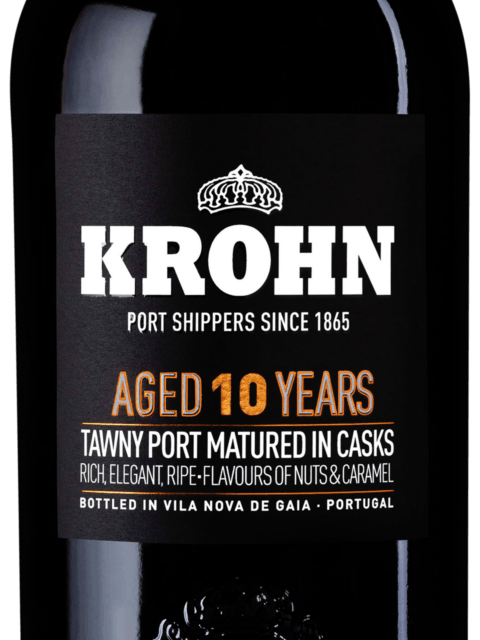 KROHN
PORT SHIPPERS SINCE 1865
AGED 10 YEARS
TAWNY PORT MATURED IN CASKS
RICH, ELEGANT, RIPE•FLAVOURS OF NUTS & CARAMEL
BOTTLED IN VILA NOVA DE GAIA · PORTUGAL